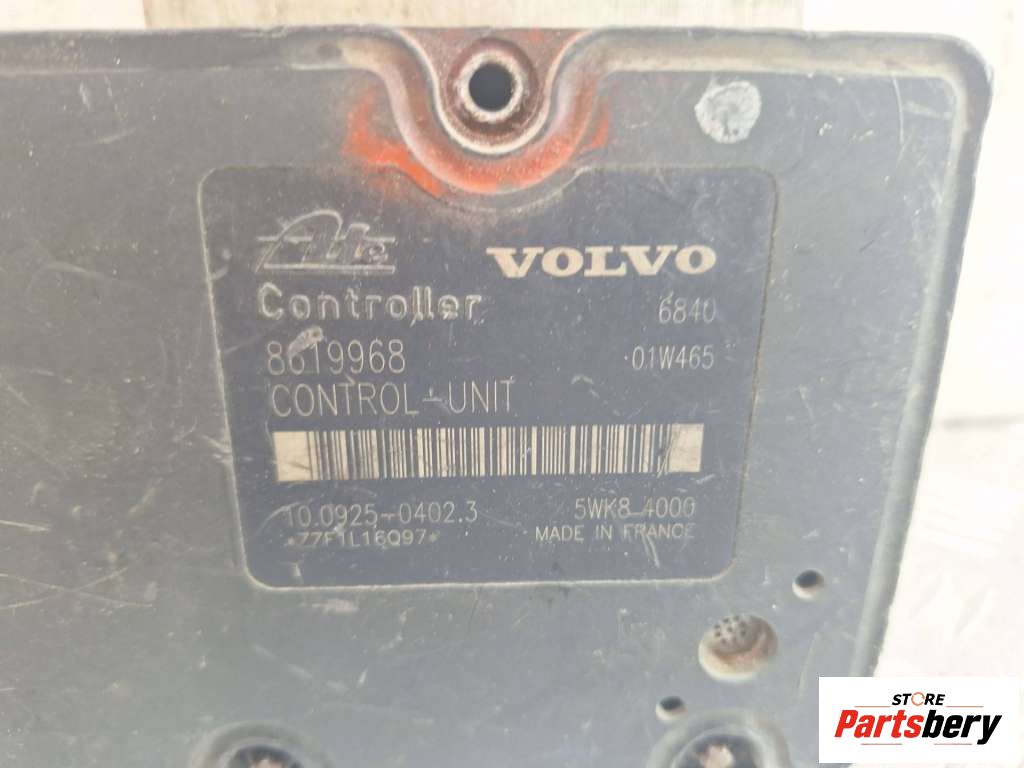 Ate VOLVO
Controller 6840
8619968 01W465
CONTROL-UNIT
10.0925-0402.3 5WK8 4000
*77F1L16Q97* MADE IN FRANCE
STORE
Partsbery